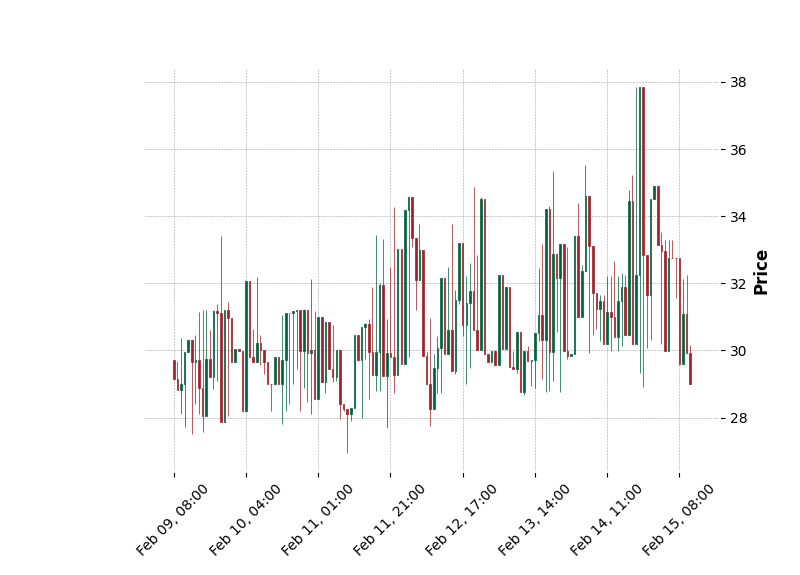 38
36
34
32
30
28
Price
Feb 09, 08:00
Feb 10, 04:00
Feb 11, 01:00
Feb 11, 21:00
Feb 12, 17:00
Feb 13, 14:00
Feb 14, 11:00
Feb 15, 08:00